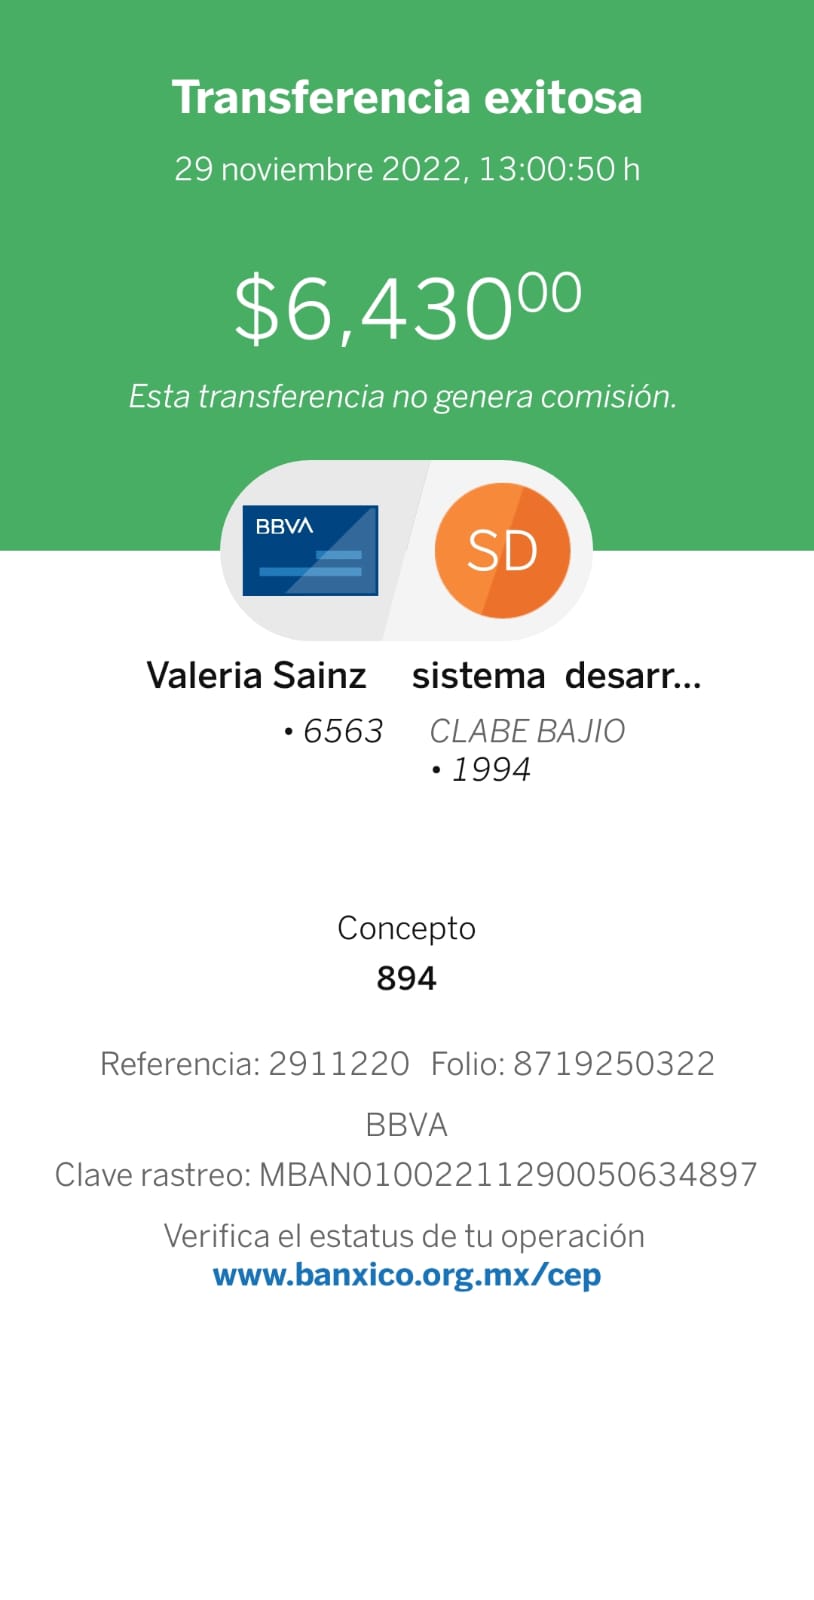 Transferencia exitosa
29 noviembre 2022, 13:00:50 h
$6,430⁰⁰
Esta transferencia no genera comisión.
BBVA
SD
Valeria Sainz
• 6563
sistema desarr...
CLABE BAJIO
• 1994
Concepto
894
Referencia: 2911220 Folio: 8719250322
BBVA
Clave rastreo: MBAN01002211290050634897
Verifica el estatus de tu operación
www.banxico.org.mx/cep